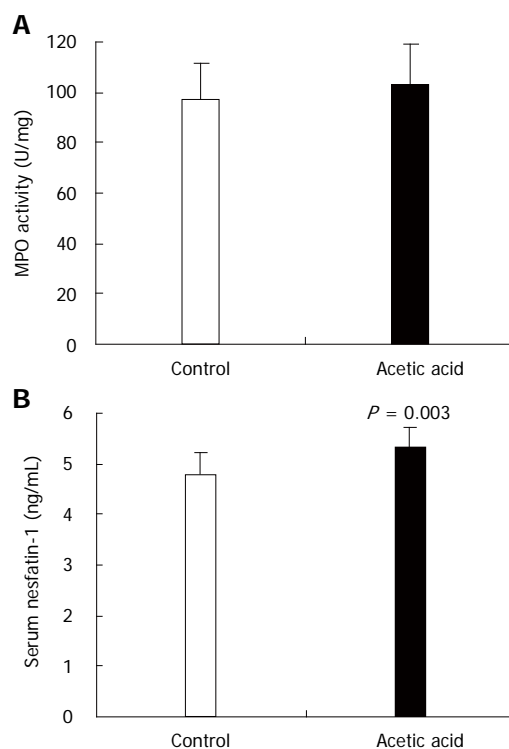 A
120
100
80
60
40
20
0
MPO activity (U/mg)
Control Acetic acid
B
6
5
4
3
2
1
0
Serum nesfatin-1 (ng/mL)
P = 0.003
Control Acetic acid